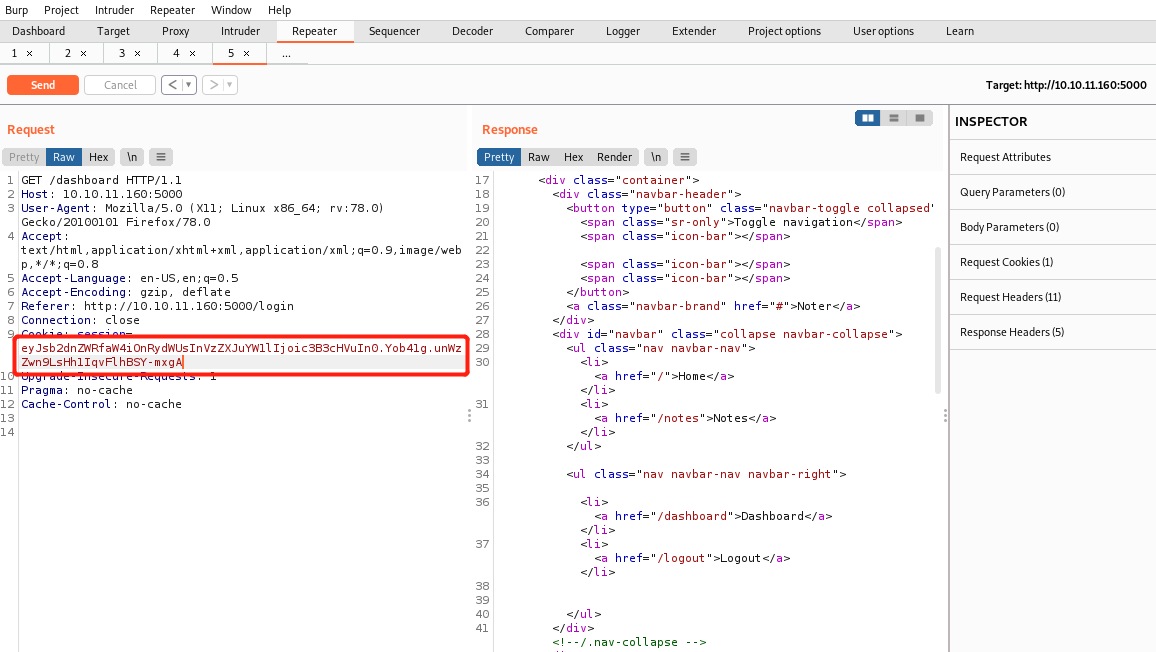 Burp Project Intruder Repeater Window Help
Dashboard Target Proxy Intruder Repeater Sequencer Decoder Comparer Logger Extender Project options User options Learn
1 × 2 × 3 × 4 × 5 × ...
Send Cancel < > Target: http://10.10.11.160:5000
Request
Pretty Raw Hex \n
1 GET /dashboard HTTP/1.1
2 Host: 10.10.11.160:5000
3 User-Agent: Mozilla/5.0 (X11; Linux x86_64; rv:78.0)
Gecko/20100101 Firefox/78.0
4 Accept:
text/html,application/xhtml+xml,application/xml;q=0.9,image/web
p,*/*;q=0.8
5 Accept-Language: en-US,en;q=0.5
6 Accept-Encoding: gzip, deflate
7 Referer: http://10.10.11.160:5000/login
8 Connection: close
9 Cookie: session=
eyJsb2dnZWRfaW4iOnRydWUsInVzZXJuYW1lIjoic3B3cHVuIn0.Yob41g.unWz
Zwn9LsHh1IqvFlhBSY-mxgA
10 Upgrade-Insecure-Requests: 1
11 Pragma: no-cache
12 Cache-Control: no-cache
13
14
Response
Pretty Raw Hex Render \n
17 <div class="container">
18 <div class="navbar-header">
19 <button type="button" class="navbar-toggle collapsed"
20 <span class="sr-only">Toggle navigation</span>
21 <span class="icon-bar"></span>
22
23 <span class="icon-bar"></span>
24 <span class="icon-bar"></span>
25 </button>
26 <a class="navbar-brand" href="#">Noter</a>
27 </div>
28 <div id="navbar" class="collapse navbar-collapse">
29 <ul class="nav navbar-nav">
30 <li>
<a href="/">Home</a>
</li>
31 <li>
<a href="/notes">Notes</a>
</li>
32 </ul>
33
34 <ul class="nav navbar-nav navbar-right">
35
36 <li>
<a href="/dashboard">Dashboard</a>
</li>
37 <li>
<a href="/logout">Logout</a>
</li>
38
39
40 </ul>
41 </div>
<!--/.nav-collapse -->
INSPECTOR
Request Attributes
Query Parameters (0)
Body Parameters (0)
Request Cookies (1)
Request Headers (11)
Response Headers (5)